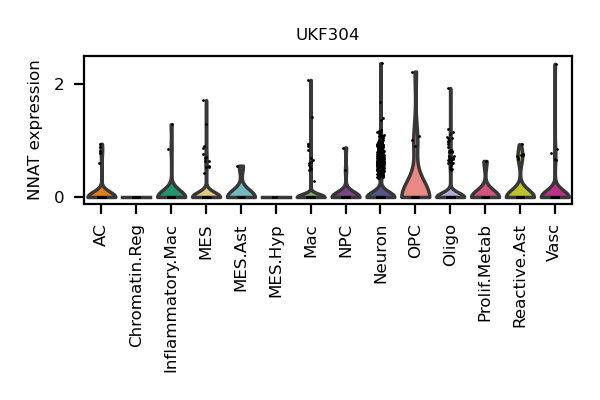 UKF304
NNAT expression
2
0
AC
Chromatin.Reg
Inflammatory.Mac
MES
MES.Ast
MES.Hyp
Mac
NPC
Neuron
OPC
Oligo
Prolif.Metab
Reactive.Ast
Vasc